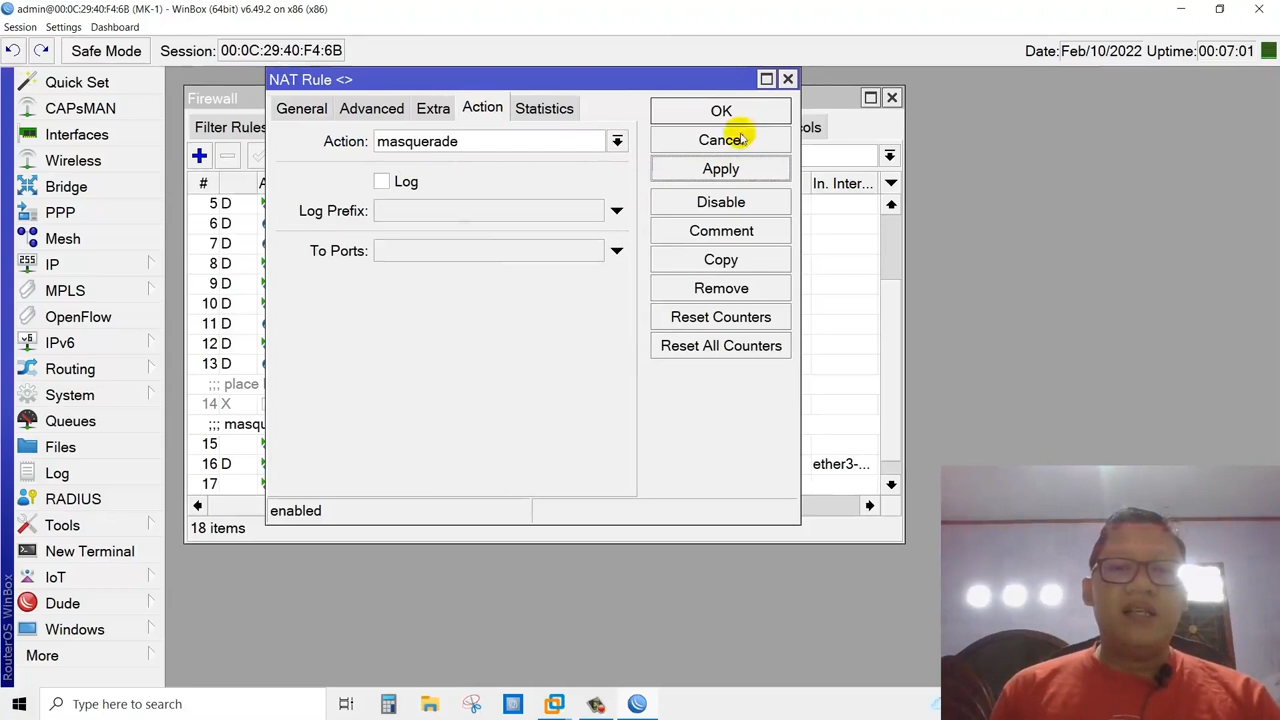 admin@00:0C:29:40:F4:6B (MK-1) - WinBox (64bit) v6.49.2 on x86 (x86)
Session Settings Dashboard
Safe Mode Session: 00:0C:29:40:F4:6B Date: Feb/10/2022 Uptime: 00:07:01
Quick Set
CAPsMAN
Interfaces
Wireless
Bridge
PPP
Mesh
255 IP
MPLS
OpenFlow
v6 IPv6
Routing
System
Queues
Files
Log
RADIUS
Tools
New Terminal
IoT
Dude
Windows
More
RouterOS WinBox
Firewall
Filter Rules
# In. Inter...
5 D
6 D
7 D
8 D
9 D
10 D
11 D
12 D
13 D
;;; place
14 X
;;; masqu
15
16 D ether3-...
17
18 items
NAT Rule <>
General Advanced Extra Action Statistics
Action: masquerade
Log
Log Prefix:
To Ports:
enabled
OK
Cancel
Apply
Disable
Comment
Copy
Remove
Reset Counters
Reset All Counters
Type here to search